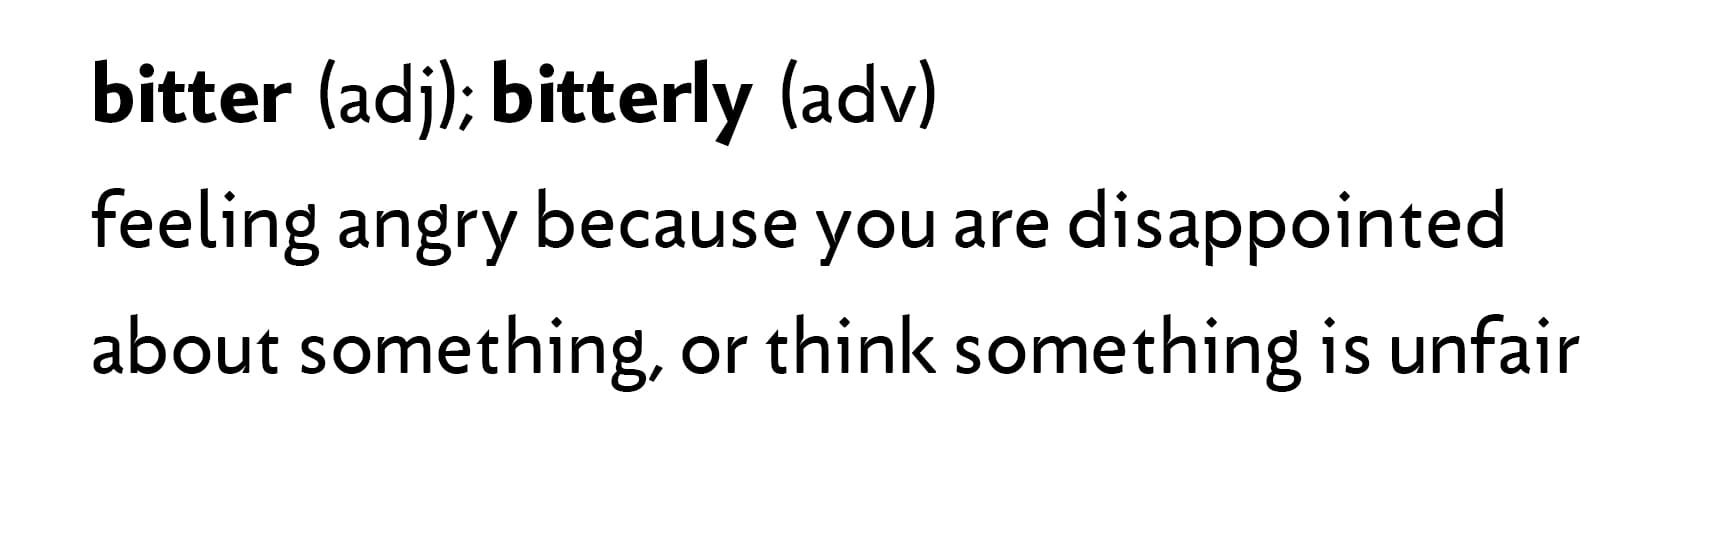 bitter (adj); bitterly (adv)
feeling angry because you are disappointed
about something, or think something is unfair